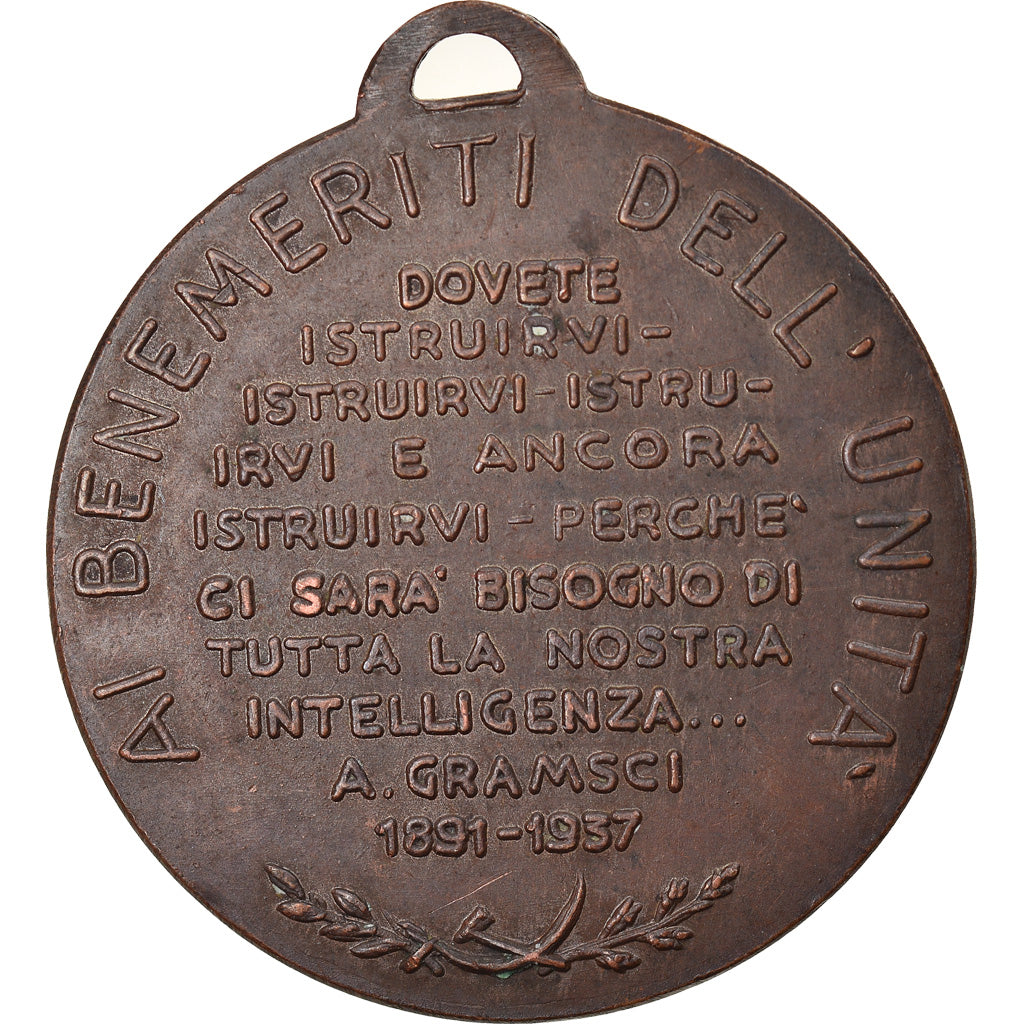 AI BENEMERITI DELL'UNITA'
DOVETE
ISTRUIRVI-
ISTRUIRVI-ISTRU-
IRVI E ANCORA
ISTRUIRVI-PERCHE'
CI SARA' BISOGNO DI
TUTTA LA NOSTRA
INTELLIGENZA...
A. GRAMSCI
1891-1937